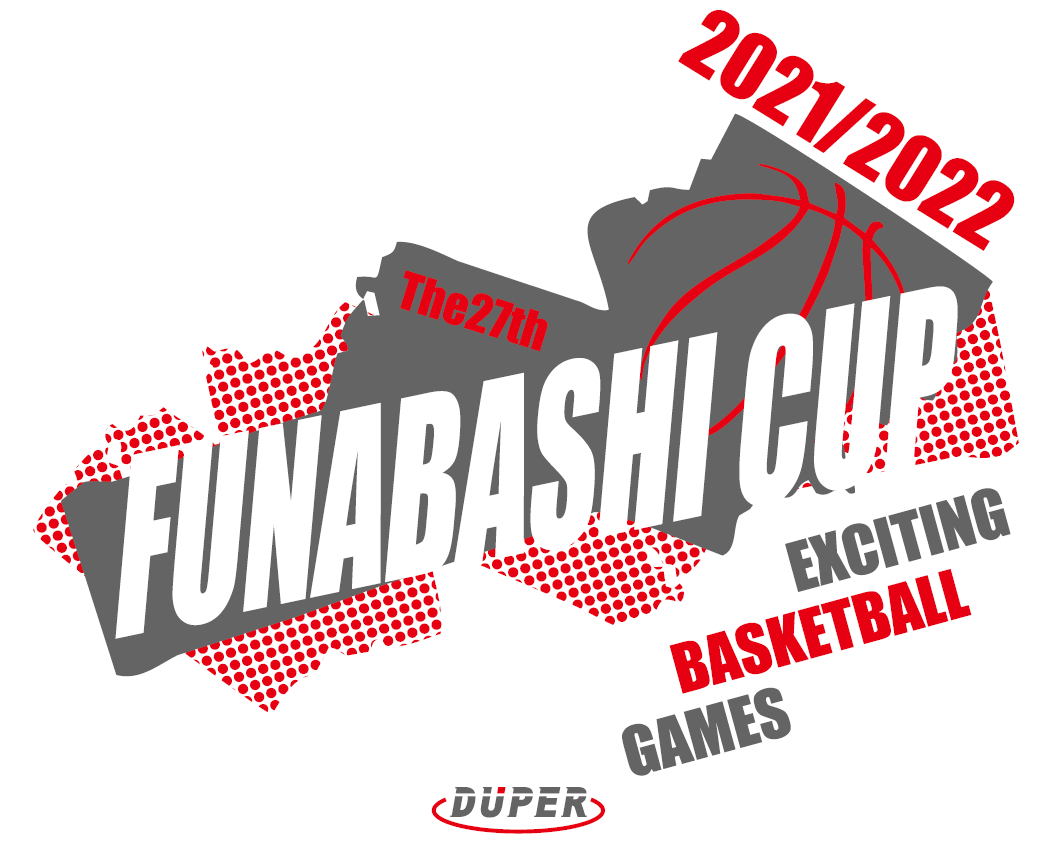 2021/2022
The27th
FUNABASHI CUP
EXCITING
BASKETBALL
GAMES
DUPER